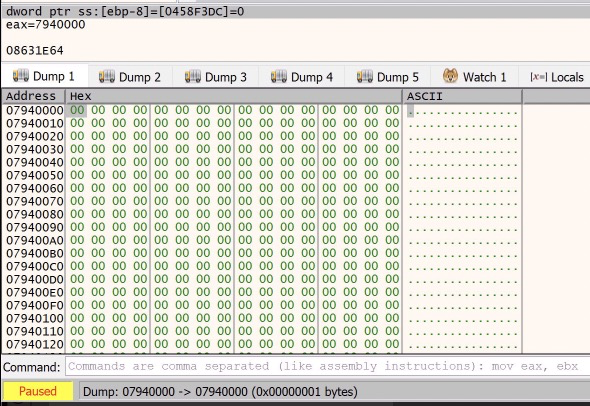 dword ptr ss:[ebp-8]=[0458F3DC]=0
eax=7940000
08631E64
Dump 1 Dump 2 Dump 3 Dump 4 Dump 5 Watch 1 [x=] Locals
Address Hex ASCII
07940000 00 00 00 00 00 00 00 00 00 00 00 00 00 00 00 00 ................
07940010 00 00 00 00 00 00 00 00 00 00 00 00 00 00 00 00 ................
07940020 00 00 00 00 00 00 00 00 00 00 00 00 00 00 00 00 ................
07940030 00 00 00 00 00 00 00 00 00 00 00 00 00 00 00 00 ................
07940040 00 00 00 00 00 00 00 00 00 00 00 00 00 00 00 00 ................
07940050 00 00 00 00 00 00 00 00 00 00 00 00 00 00 00 00 ................
07940060 00 00 00 00 00 00 00 00 00 00 00 00 00 00 00 00 ................
07940070 00 00 00 00 00 00 00 00 00 00 00 00 00 00 00 00 ................
07940080 00 00 00 00 00 00 00 00 00 00 00 00 00 00 00 00 ................
07940090 00 00 00 00 00 00 00 00 00 00 00 00 00 00 00 00 ................
079400A0 00 00 00 00 00 00 00 00 00 00 00 00 00 00 00 00 ................
079400B0 00 00 00 00 00 00 00 00 00 00 00 00 00 00 00 00 ................
079400C0 00 00 00 00 00 00 00 00 00 00 00 00 00 00 00 00 ................
079400D0 00 00 00 00 00 00 00 00 00 00 00 00 00 00 00 00 ................
079400E0 00 00 00 00 00 00 00 00 00 00 00 00 00 00 00 00 ................
079400F0 00 00 00 00 00 00 00 00 00 00 00 00 00 00 00 00 ................
07940100 00 00 00 00 00 00 00 00 00 00 00 00 00 00 00 00 ................
07940110 00 00 00 00 00 00 00 00 00 00 00 00 00 00 00 00 ................
07940120 00 00 00 00 00 00 00 00 00 00 00 00 00 00 00 00 ................
Command: Commands are comma separated (like assembly instructions): mov eax, ebx
Paused Dump: 07940000 -> 07940000 (0x00000001 bytes)